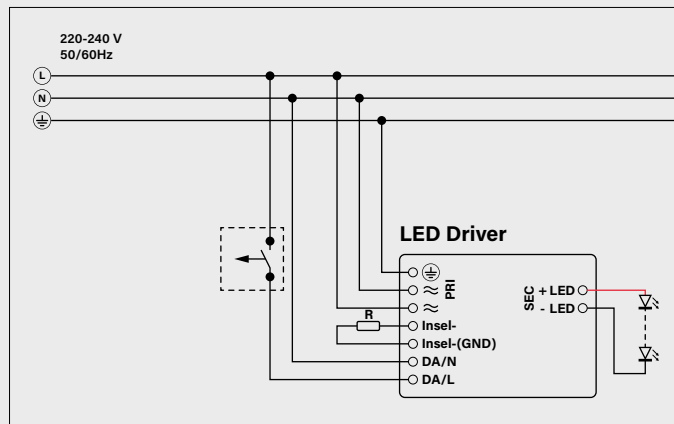 220-240 V
50/60Hz
L
N
LED Driver
PRI
SEC
+ LED
- LED
R
Insel-
Insel-(GND)
DA/N
DA/L